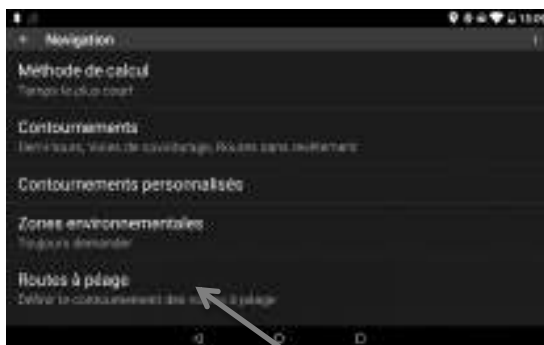 Navigation
Méthode de calcul
Temps le plus court
Contournements
Demi-tours, Voies de covoiturage, Routes sans revêtement
Contournements personnalisés
Zones environnementales
Toujours demander
Routes à péage
Définir le contournement des routes à péage